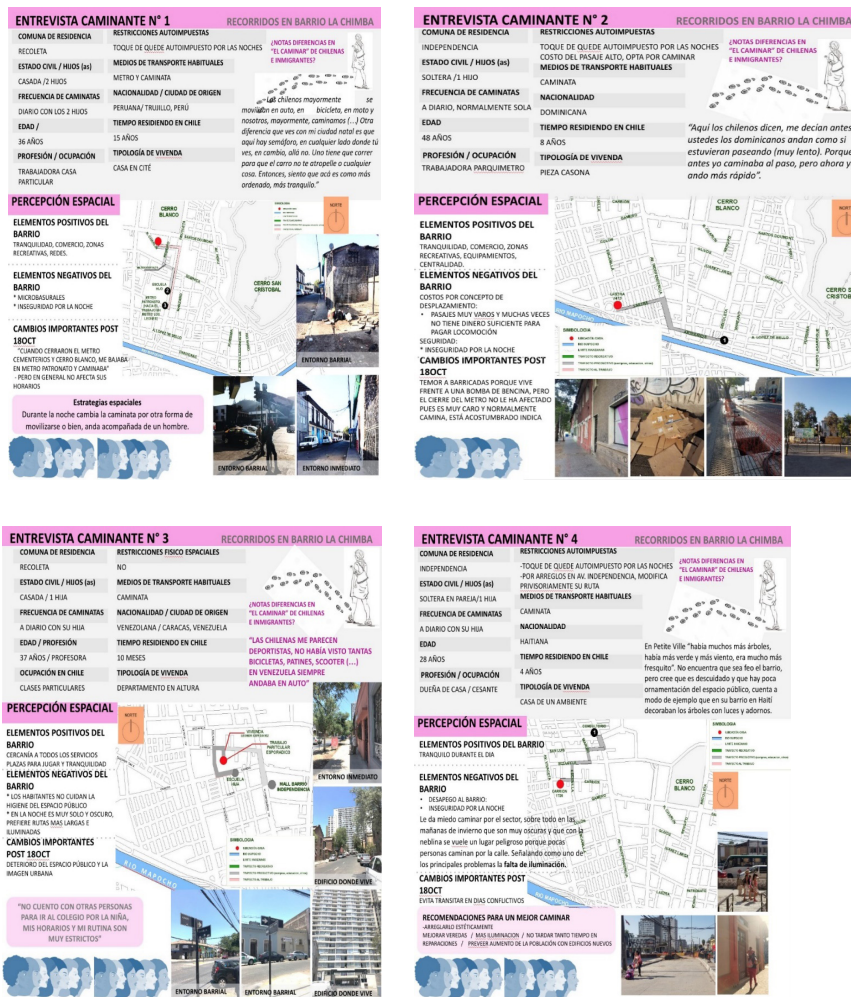 ENTREVISTA CAMINANTE N° 1
RECORRIDOS EN BARRIO LA CHIMBA
COMUNA DE RESIDENCIA
RECOLETA
ESTADO CIVIL / HIJOS (as)
CASADA /2 HIJOS
FRECUENCIA DE CAMINATAS
DIARIO CON LOS 2 HIJOS
EDAD /
36 AÑOS
PROFESIÓN / OCUPACIÓN
TRABAJADORA CASA
PARTICULAR
RESTRICCIONES AUTOIMPUESTAS
TOQUE DE QUEDE AUTOIMPUESTO POR LAS NOCHES
MEDIOS DE TRANSPORTE HABITUALES
METRO Y CAMINATA
NACIONALIDAD / CIUDAD DE ORIGEN
PERUANA/ TRUJILLO, PERÚ
TIEMPO RESIDIENDO EN CHILE
15 AÑOS
TIPOLOGÍA DE VIVENDA
CASA EN CITÉ
¿NOTAS DIFERENCIAS EN
"EL CAMINAR" DE CHILENAS
E INMIGRANTES?
chilenos mayormente se
movilizan en auto, en bicicleta, en moto y
nosotros, mayormente, caminamos (...) Otra
diferencia que ves con mi ciudad natal es que
aquí hay semáforo, en cualquier lado donde tú
ves, en cambio, allá no. Uno tiene que correr
para que el carro no te atropelle o cualquier
cosa. Entonces, siento que acá es como más
ordenado, más tranquilo."
PERCEPCIÓN ESPACIAL
ELEMENTOS POSITIVOS DEL
BARRIO
TRANQUILIDAD, COMERCIO, ZONAS
RECREATIVAS, REDES.
ELEMENTOS NEGATIVOS DEL
BARRIO
* MICROBASURALES
* INSEGURIDAD POR LA NOCHE
CAMBIOS IMPORTANTES POST
18OCT
"CUANDO CERRARON EL METRO
CEMENTERIOS Y CERRO BLANCO, ME BAJABA
EN METRO PATRONATO Y CAMINABA"
- PERO EN GENERAL NO AFECTA SUS
HORARIOS
Estrategias espaciales
Durante la noche cambia la caminata por otra forma de
movilizarse o bien, anda acompañada de un hombre.
CERRO
BLANCO
CERRO SAN
CRISTOBAL
NORTE
ENTORNO BARRIAL
ENTORNO BARRIAL
ENTORNO INMEDIATO
ENTREVISTA CAMINANTE N° 2
RECORRIDOS EN BARRIO LA CHIMBA
COMUNA DE RESIDENCIA
INDEPENDENCIA
ESTADO CIVIL / HIJOS (as)
SOLTERA /1 HIJO
FRECUENCIA DE CAMINATAS
A DIARIO, NORMALMENTE SOLA
EDAD
48 AÑOS
PROFESIÓN / OCUPACIÓN
TRABAJADORA PARQUIMETRO
RESTRICCIONES AUTOIMPUESTAS
TOQUE DE QUEDE AUTOIMPUESTO POR LAS NOCHES
COSTO DEL PASAJE ALTO, OPTA POR CAMINAR
MEDIOS DE TRANSPORTE HABITUALES
CAMINATA
NACIONALIDAD
DOMINICANA
TIEMPO RESIDIENDO EN CHILE
8 AÑOS
TIPOLOGÍA DE VIVENDA
PIEZA CASONA
¿NOTAS DIFERENCIAS EN
"EL CAMINAR" DE CHILENAS
E INMIGRANTES?
"Aquí los chilenos dicen, me decían antes
ustedes los dominicanos andan como si
estuvieran paseando (muy lento). Porque
antes yo caminaba al paso, pero ahora y
ando más rápido".
PERCEPCIÓN ESPACIAL
ELEMENTOS POSITIVOS DEL
BARRIO
TRANQUILIDAD, COMERCIO, ZONAS
RECREATIVAS, EQUIPAMIENTOS,
CENTRALIDAD.
ELEMENTOS NEGATIVOS DEL
BARRIO
COSTOS POR CONCEPTO DE
DESPLAZAMIENTO:
• PASAJES MUY VAROS Y MUCHAS VECES
NO TIENE DINERO SUFICIENTE PARA
PAGAR LOCOMOCIÓN
SEGURIDAD:
* INSEGURIDAD POR LA NOCHE
CAMBIOS IMPORTANTES POST
18OCT
TEMOR A BARRICADAS PORQUE VIVE
FRENTE A UNA BOMBA DE BENCINA, PERO
EL CIERRE DEL METRO NO LE HA AFECTADO
PUES ES MUY CARO Y NORMALMENTE
CAMINA, ESTÁ ACOSTUMBRADO INDICA
CERRO
BLANCO
SIMBOLOGIA
ENTREVISTA CAMINANTE N° 3
RECORRIDOS EN BARRIO LA CHIMBA
COMUNA DE RESIDENCIA
RECOLETA
ESTADO CIVIL / HIJOS (as)
CASADA / 1 HIJA
FRECUENCIA DE CAMINATAS
A DIARIO CON SU HIJA
EDAD / PROFESIÓN
37 AÑOS / PROFESORA
OCUPACIÓN EN CHILE
CLASES PARTICULARES
RESTRICCIONES FISICO ESPACIALES
NO
MEDIOS DE TRANSPORTE HABITUALES
CAMINATA
NACIONALIDAD / CIUDAD DE ORIGEN
VENEZOLANA / CARACAS, VENEZUELA
TIEMPO RESIDIENDO EN CHILE
10 MESES
TIPOLOGÍA DE VIVENDA
DEPARTAMENTO EN ALTURA
¿NOTAS DIFERENCIAS EN
"EL CAMINAR" DE CHILENAS
E INMIGRANTES?
"LAS CHILENAS ME PARECEN
DEPORTISTAS, NO HABÍA VISTO TANTAS
BICICLETAS, PATINES, SCOOTER (...)
EN VENEZUELA SIEMPRE
ANDABA EN AUTO"
PERCEPCIÓN ESPACIAL
ELEMENTOS POSITIVOS DEL
BARRIO
CERCANÍA A TODOS LOS SERVICIOS
PLAZAS PARA JUGAR Y TRANQUILIDAD
ELEMENTOS NEGATIVOS DEL
BARRIO
* LOS HABITANTES NO CUIDAN LA
HIGIENE DEL ESPACIO PÚBLICO
* EN LA NOCHE ES MUY SOLO Y OSCURO,
PREFIERE RUTAS MAS LARGAS E
ILUMINADAS
CAMBIOS IMPORTANTES
POST 18OCT
DETERIORO DEL ESPACIO PÚBLICO Y LA
IMAGEN URBANA
"NO CUENTO CON OTRAS PERSONAS
PARA IR AL COLEGIO POR LA NIÑA,
MIS HORARIOS Y MI RUTINA SON
MUY ESTRICTOS"
NORTE
VIVIENDA
TRABAJO
PARTICULAR
ESPORADICOS
ESCUELA
HIJA
MALL BARRIO
INDEPENDENCIA
SIMBOLOGIA
RIO MAPOCHO
ENTORNO INMEDIATO
EDIFICIO DONDE VIVE
ENTORNO BARRIAL
ENTORNO BARRIAL
EDIFICIO DONDE VIVE
ENTREVISTA CAMINANTE N° 4
RECORRIDOS EN BARRIO LA CHIMBA
COMUNA DE RESIDENCIA
INDEPENDENCIA
ESTADO CIVIL / HIJOS (as)
SOLTERA EN PAREJA/1 HIJA
FRECUENCIA DE CAMINATAS
A DIARIO CON SU HIJA
EDAD
28 AÑOS
PROFESIÓN / OCUPACIÓN
DUEÑA DE CASA / CESANTE
RESTRICCIONES AUTOIMPUESTAS
-TOQUE DE QUEDE AUTOIMPUESTO POR LAS NOCHES
-POR ARREGLOS EN AV. INDEPENDENCIA, MODIFICA
PRIVISORIAMENTE SU RUTA
MEDIOS DE TRANSPORTE HABITUALES
CAMINATA
NACIONALIDAD
HAITIANA
TIEMPO RESIDIENDO EN CHILE
4 AÑOS
TIPOLOGÍA DE VIVENDA
CASA DE UN AMBIENTE
¿NOTAS DIFERENCIAS EN
"EL CAMINAR" DE CHILENAS
E INMIGRANTES?
En Petite Ville "había muchos más árboles,
había más verde y más viento, era mucho más
fresquito". No encuentra que sea feo el barrio,
pero cree que es descuidado y que hay poca
ornamentación del espacio público, cuenta a
modo de ejemplo que en su barrio en Haití
decoraban los árboles con luces y adornos.
PERCEPCIÓN ESPACIAL
ELEMENTOS POSITIVOS DEL BARRIO
TRANQUILO DURANTE EL DIA
ELEMENTOS NEGATIVOS DEL
BARRIO
• DESAPEGO AL BARRIO:
• INSEGURIDAD POR LA NOCHE
Le da miedo caminar por el sector, sobre todo en las
mañanas de invierno que son muy oscuras y que con la
neblina se vuele un lugar peligroso porque pocas
personas caminan por la calle. Señalando como uno de
los principales problemas la falta de iluminación.
CAMBIOS IMPORTANTES POST
18OCT
EVITA TRANSITAR EN DIAS CONFLICTIVOS
RECOMENDACIONES PARA UN MEJOR CAMINAR
-ARREGLARLO ESTÉTICAMENTE
MEJORAR VEREDAS / MAS ILUMINACION / NO TARDAR TANTO TIEMPO EN
REPARACIONES / PREVEER AUMENTO DE LA POBLACIÓN CON EDIFICIOS NUEVOS
CERRO
BLANCO
SIMBOLOGIA
NORTE